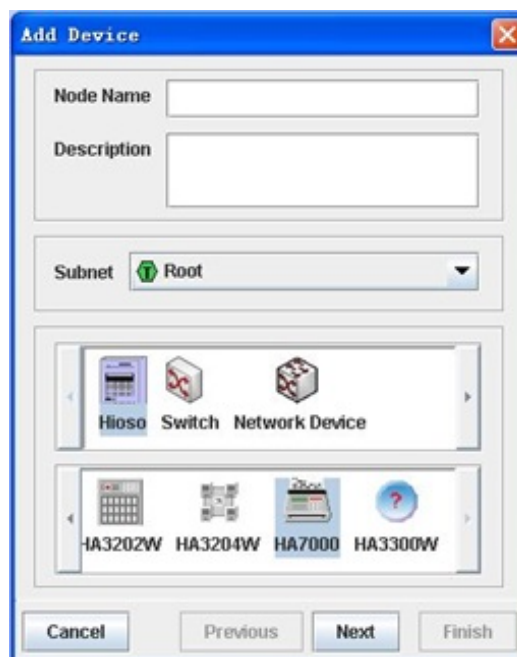 Add Device
Node Name
Description
Subnet Root
Hioso Switch Network Device
HA3202W HA3204W HA7000 HA3300W
Cancel Previous Next Finish